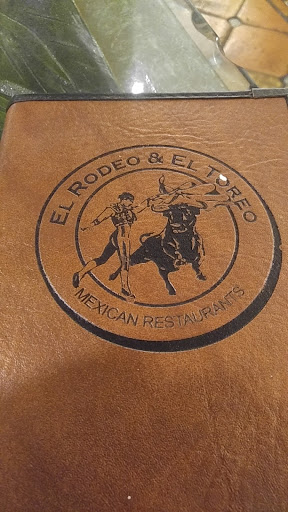 EL RODEO & EL TOREO
MEXICAN RESTAURANTS